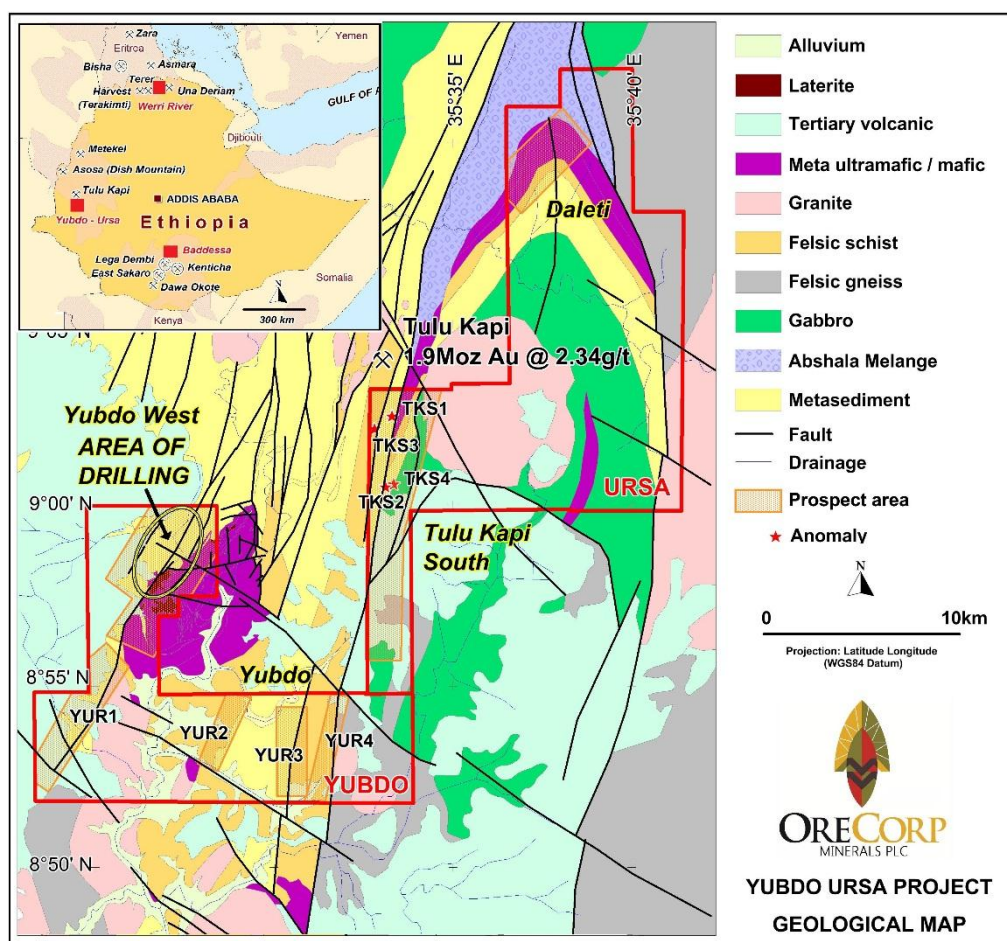 Zara
Yemen
Eritrea
Bisha
Asmara
Terer
Harvest
(Terakimti)
Una Deriam
Werri River
GULF OF A
Djibouti
Metekel
Asosa (Dish Mountain)
Tulu Kapi
ADDIS ABABA
Yubdo - Ursa
Ethiopia
Baddessa
Lega Dembi
Kenticha
East Sakaro
Dawa Okote
Somalia
Kenya
N
300 km
35°35' E
35°40' E
Daleti
Tulu Kapi
1.9Moz Au @ 2.34g/t
Yubdo West
AREA OF
DRILLING
TKS1
TKS3
TKS4
TKS2
URSA
9°00' N
Tulu Kapi
South
8°55' N
Yubdo
YUR1
YUR2
YUR3
YUR4
YUBDO
8°50' N
Alluvium
Laterite
Tertiary volcanic
Meta ultramafic / mafic
Granite
Felsic schist
Felsic gneiss
Gabbro
Abshala Melange
Metasediment
Fault
Drainage
Prospect area
Anomaly
N
0 10km
Projection: Latitude Longitude
(WGS84 Datum)
ORECORP
MINERALS PLC
YUBDO URSA PROJECT
GEOLOGICAL MAP